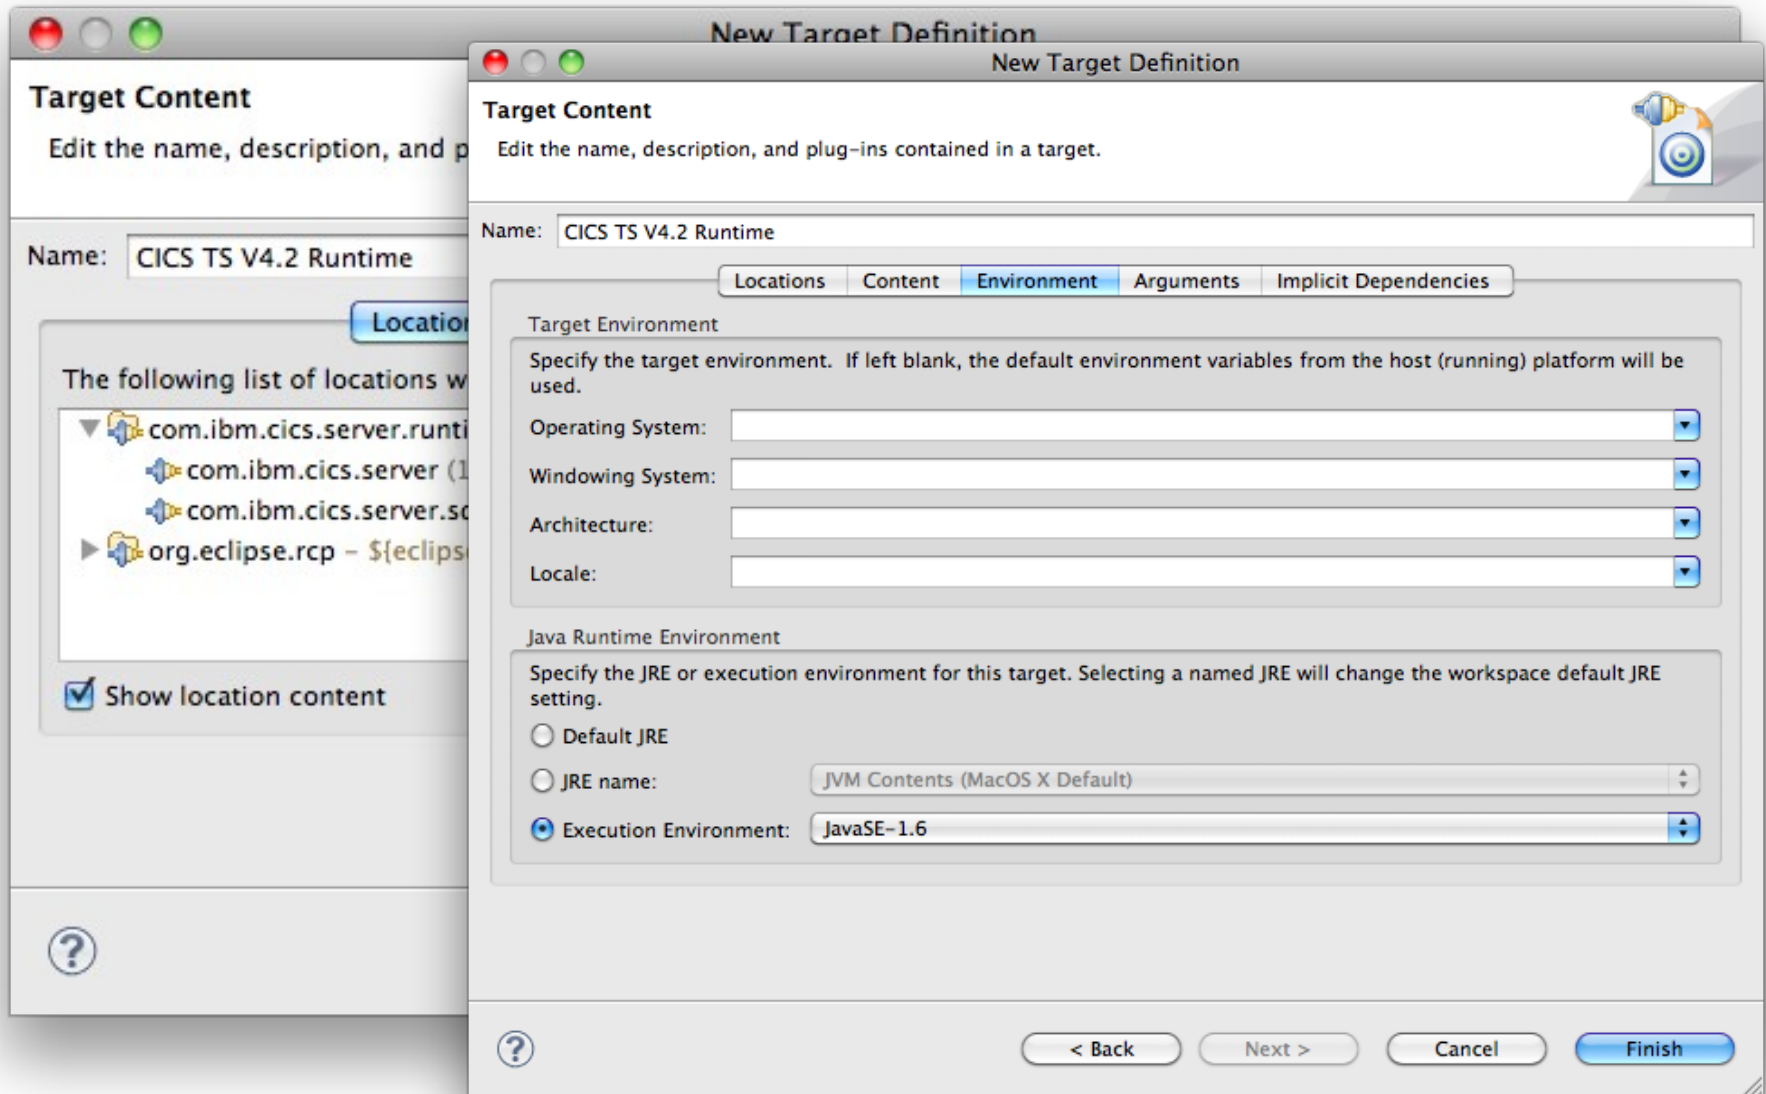 New Target Definition
Target Content
Edit the name, description, and p
Name: CICS TS V4.2 Runtime
Location
The following list of locations w
com.ibm.cics.server.runti
com.ibm.cics.server (1
com.ibm.cics.server.sc
org.eclipse.rcp – ${eclips
Show location content
?
New Target Definition
Target Content
Edit the name, description, and plug-ins contained in a target.
Name: CICS TS V4.2 Runtime
Locations Content Environment Arguments Implicit Dependencies
Target Environment
Specify the target environment.  If left blank, the default environment variables from the host (running) platform will be
used.
Operating System:
Windowing System:
Architecture:
Locale:
Java Runtime Environment
Specify the JRE or execution environment for this target. Selecting a named JRE will change the workspace default JRE
setting.
Default JRE
JRE name: JVM Contents (MacOS X Default)
Execution Environment: JavaSE-1.6
? < Back Next > Cancel Finish